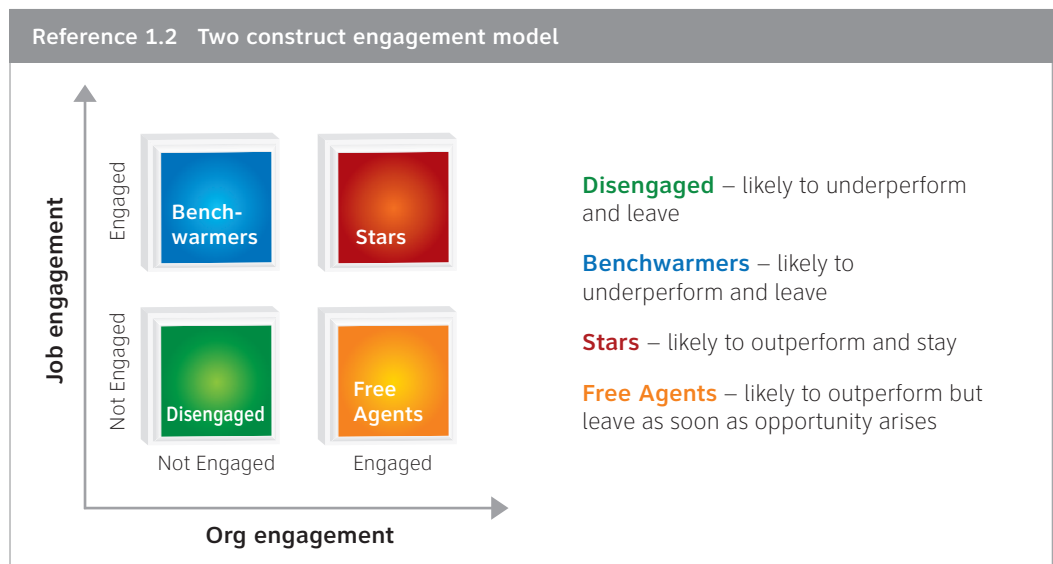 Reference 1.2 Two construct engagement model
Job engagement
Engaged
Not Engaged
Bench-
warmers
Stars
Disengaged
Free
Agents
Not Engaged
Engaged
Org engagement
Disengaged – likely to underperform
and leave
Benchwarmers – likely to
underperform and leave
Stars – likely to outperform and stay
Free Agents – likely to outperform but
leave as soon as opportunity arises